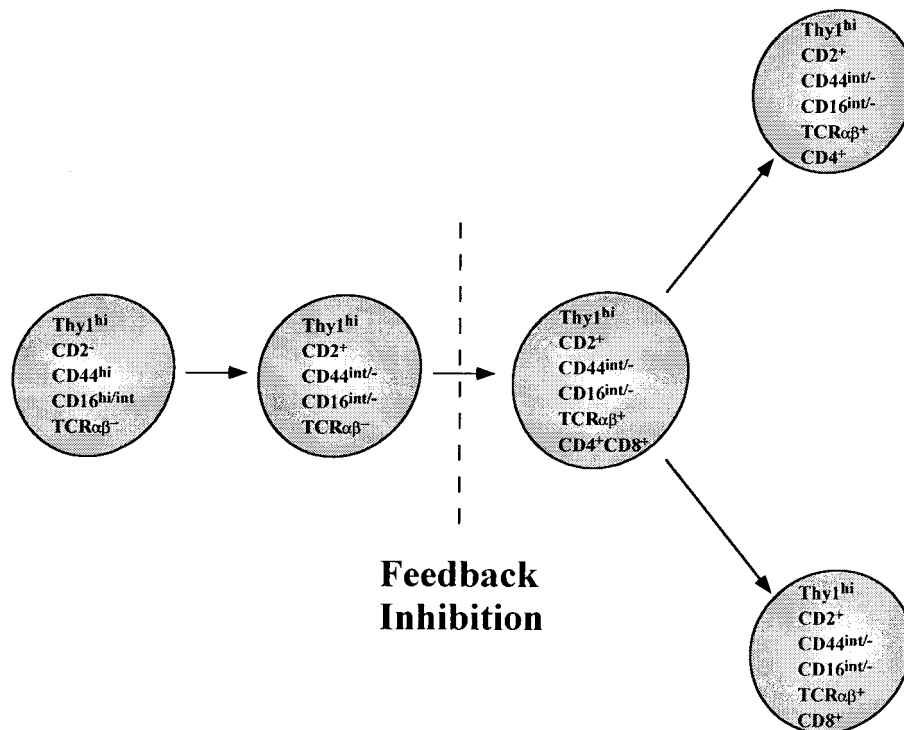 Thy1hi
CD2-
CD44hi
CD16hi/int
TCRαβ–
Thy1hi
CD2+
CD44int/-
CD16int/-
TCRαβ–
Thy1hi
CD2+
CD44int/-
CD16int/-
TCRαβ+
CD4+CD8+
Thy1hi
CD2+
CD44int/-
CD16int/-
TCRαβ+
CD4+
Thy1hi
CD2+
CD44int/-
CD16int/-
TCRαβ+
CD8+
Feedback
Inhibition